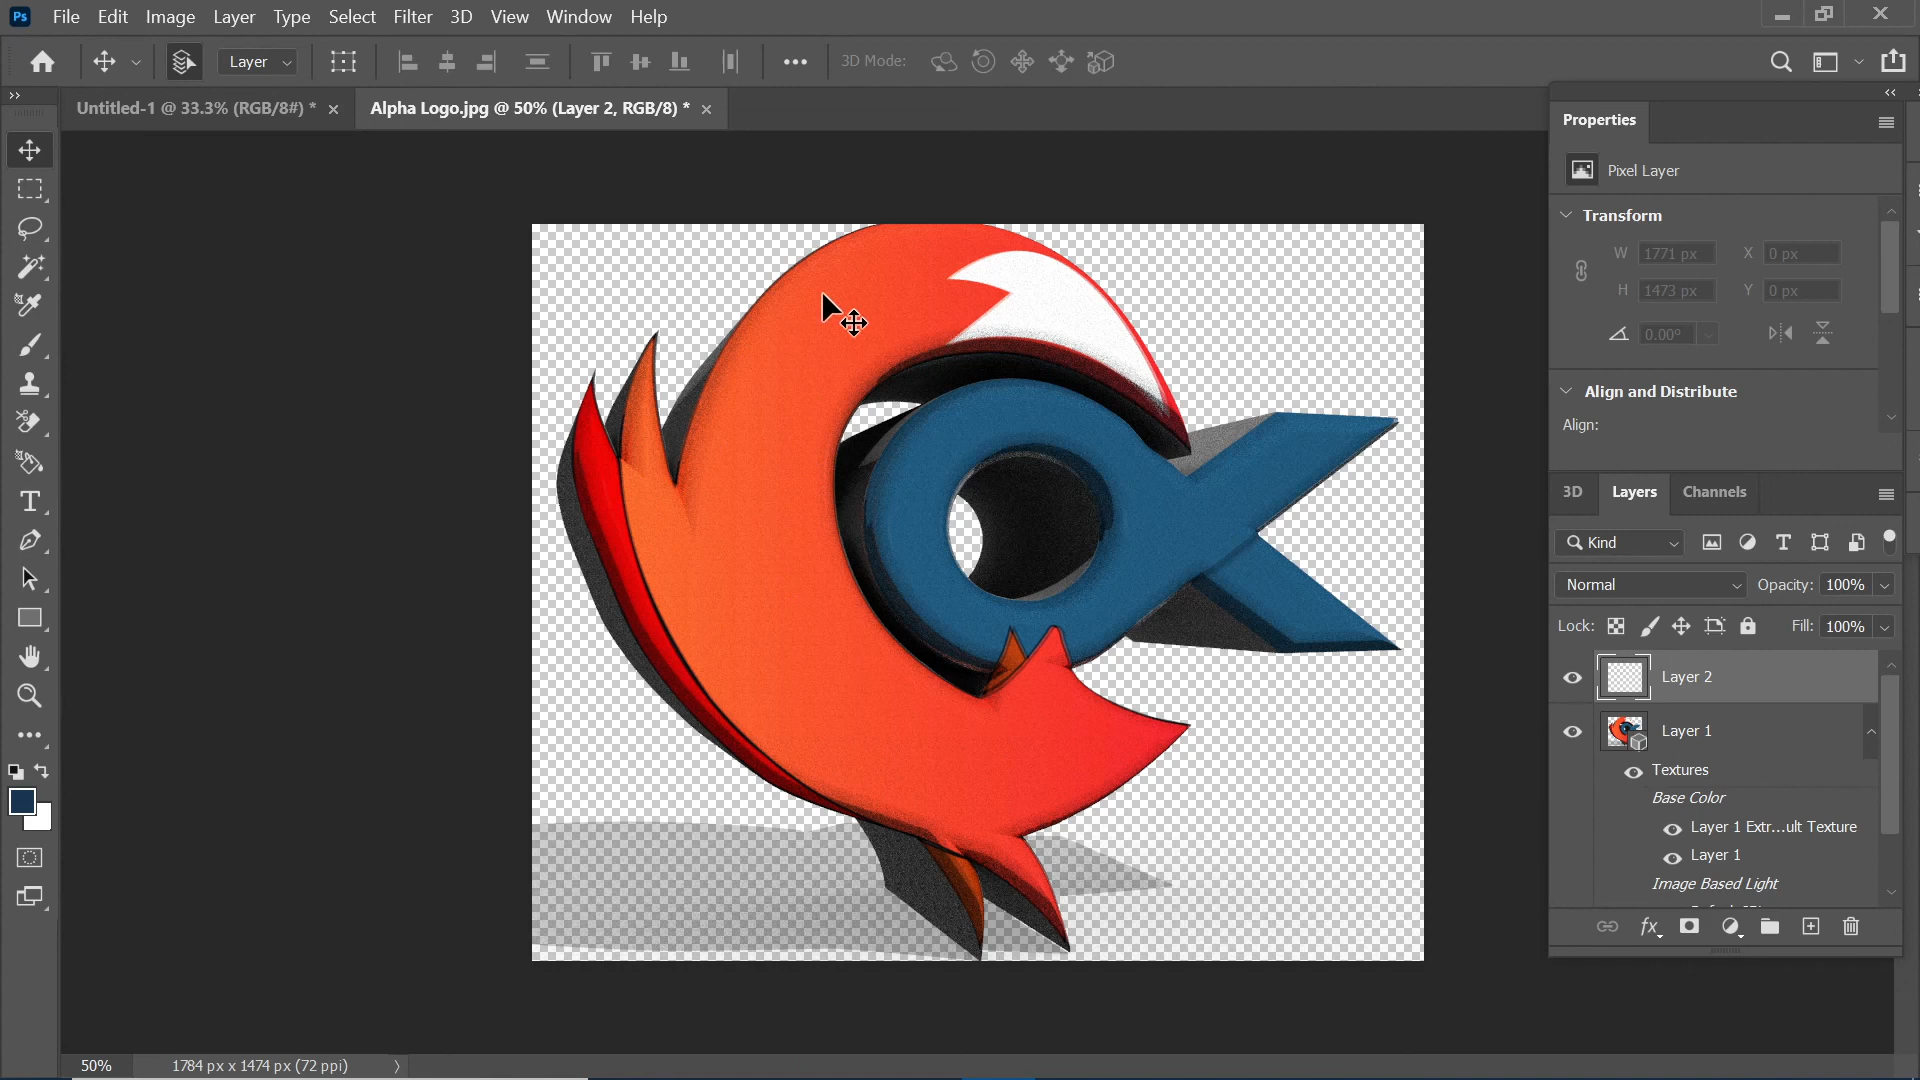 Ps File Edit Image Layer Type Select Filter 3D View Window Help
Layer 3D Mode:
Untitled-1 @ 33.3% (RGB/8#) * Alpha Logo.jpg @ 50% (Layer 2, RGB/8) *
Properties
Pixel Layer
Transform
W 1771 px X 0 px
H 1473 px Y 0 px
0.00°
Align and Distribute
Align:
3D Layers Channels
Kind
Normal Opacity: 100%
Lock: Fill: 100%
Layer 2
Layer 1
Textures
Base Color
Layer 1 Extr...ult Texture
Layer 1
Image Based Light
50% 1784 px x 1474 px (72 ppi)